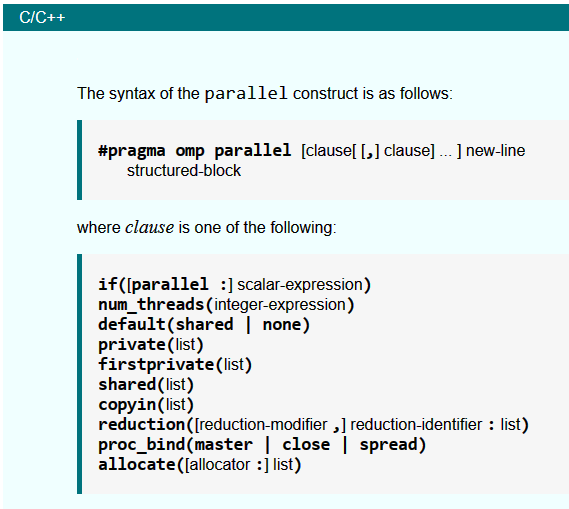 C/C++
The syntax of the parallel construct is as follows:
#pragma omp parallel [clause[ [,] clause] ... ] new-line
structured-block
where clause is one of the following:
if([parallel :] scalar-expression)
num_threads(integer-expression)
default(shared | none)
private(list)
firstprivate(list)
shared(list)
copyin(list)
reduction([reduction-modifier ,] reduction-identifier : list)
proc_bind(master | close | spread)
allocate([allocator :] list)